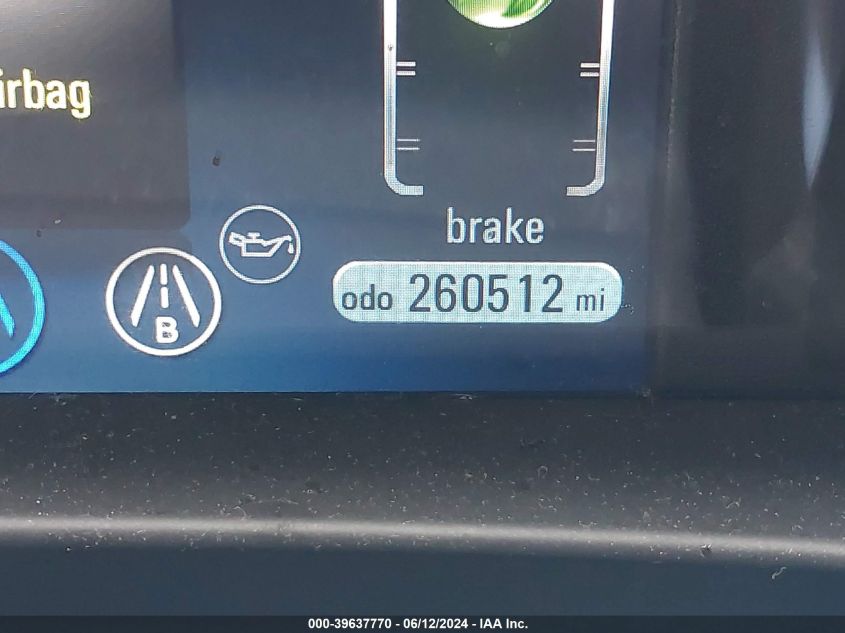 irbag
brake
B
odo 260512 mi
000-39637770 - 06/12/2024 - IAA Inc.